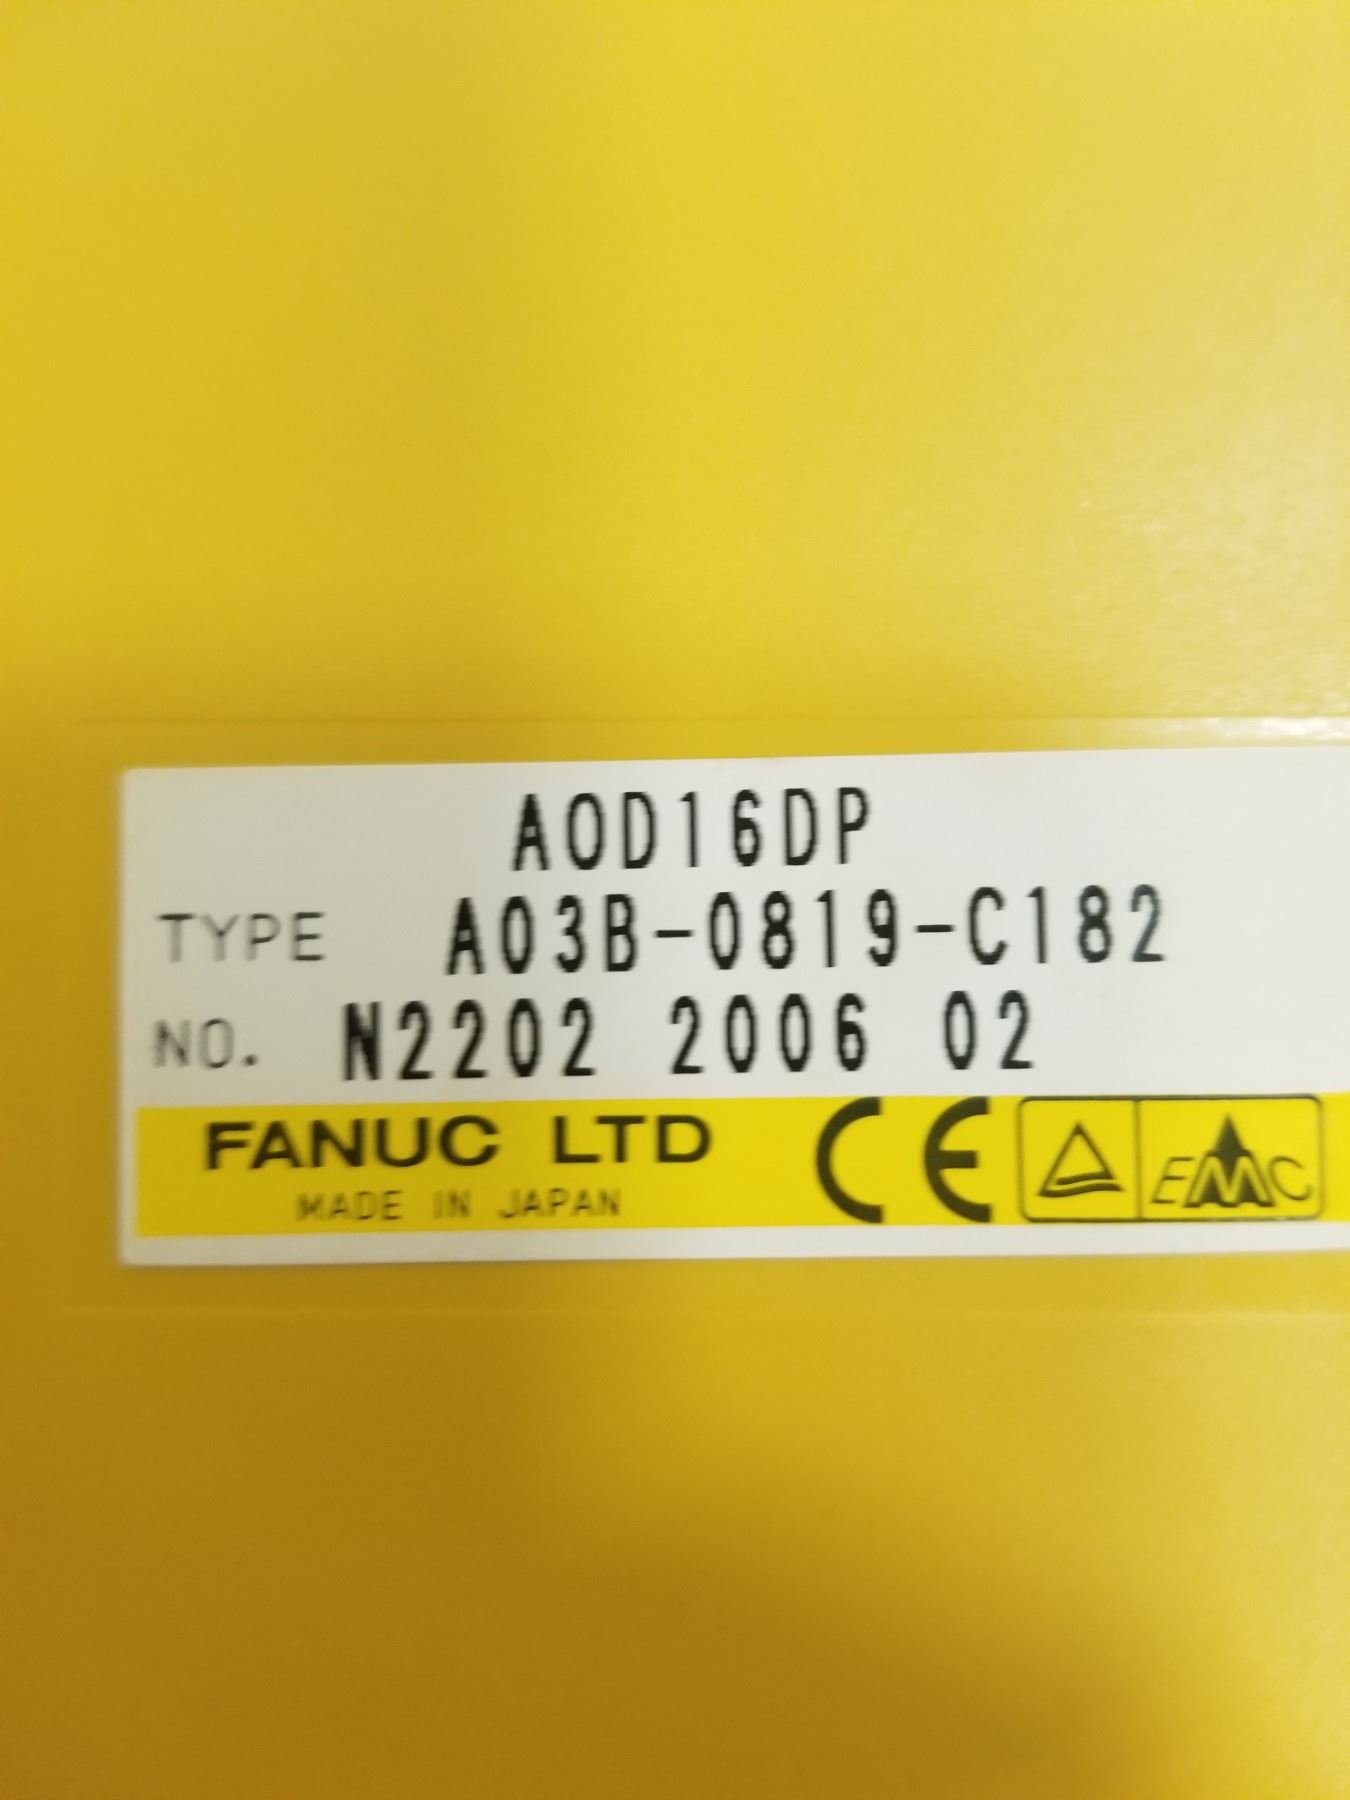 AOD16DP
TYPE A03B-0819-C182
NO. N2202 2006 02
FANUC LTD CE EMC
MADE IN JAPAN